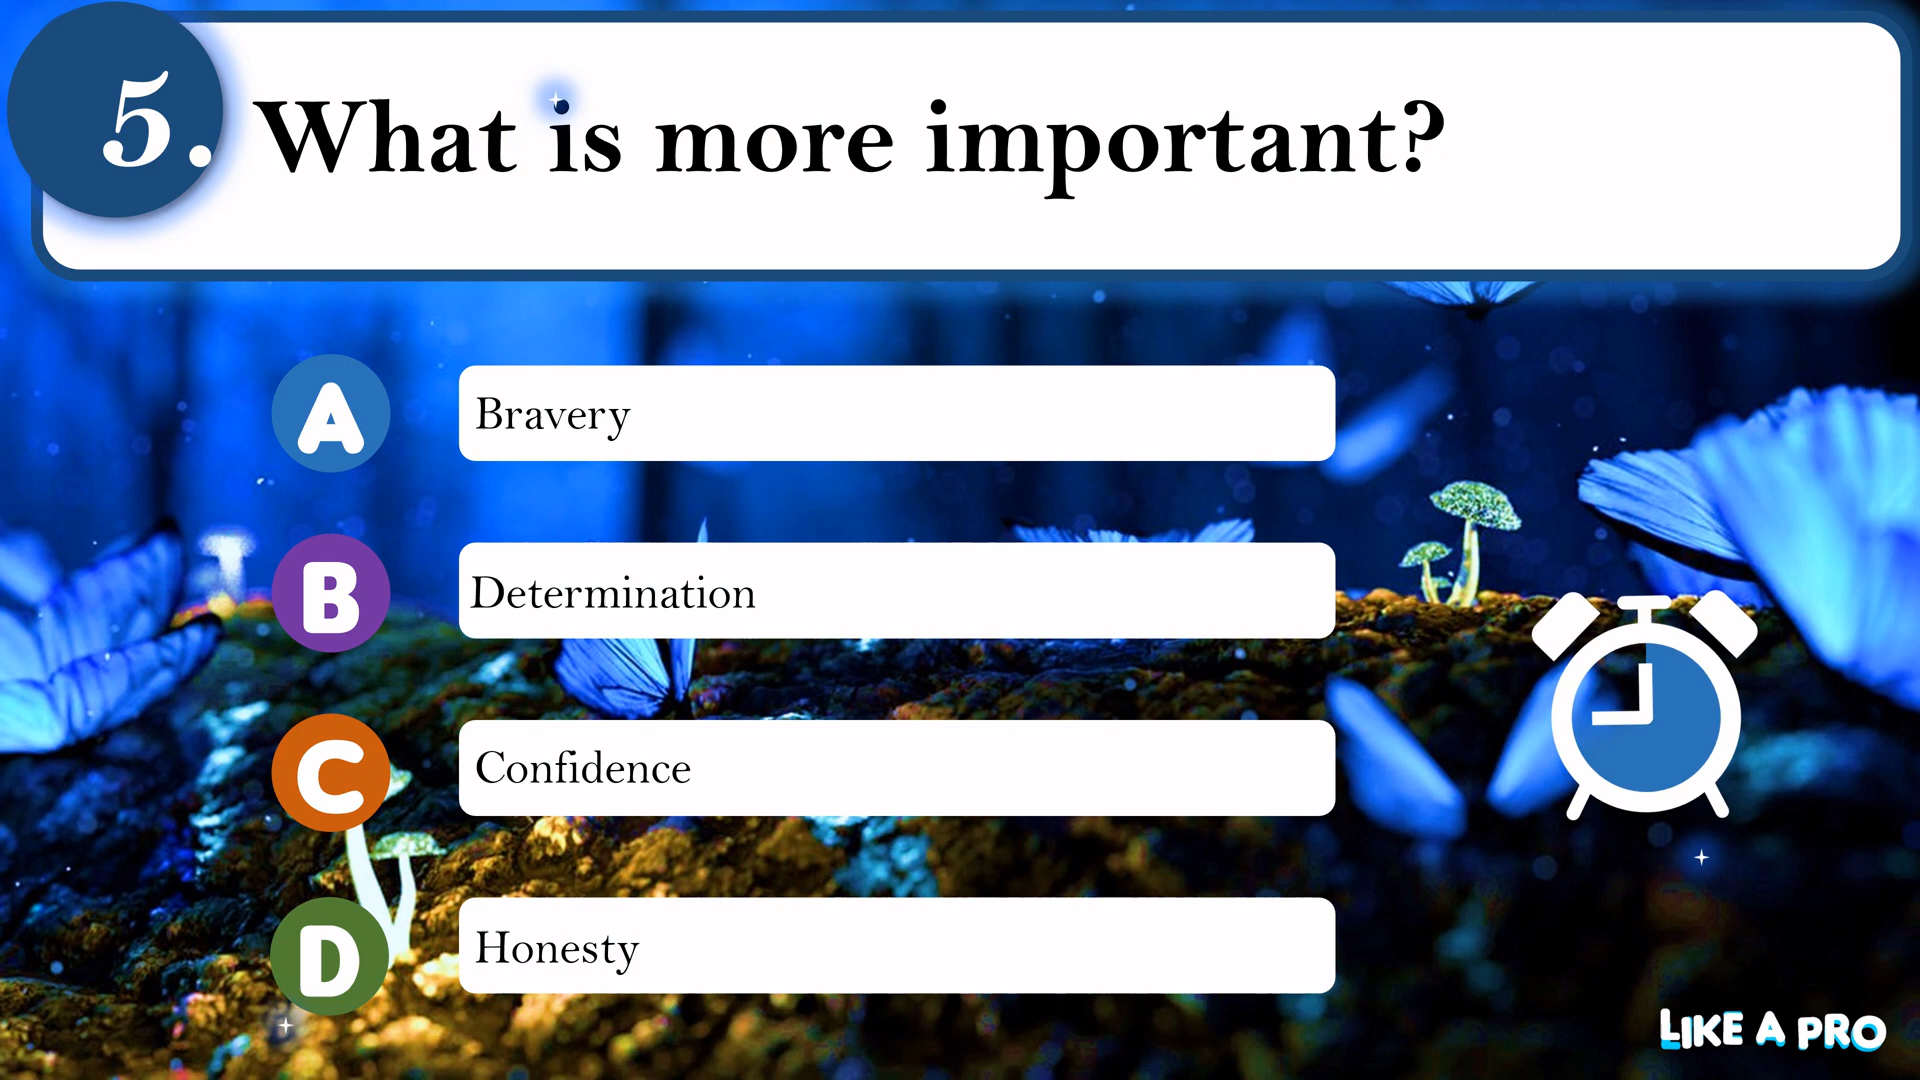 5. What is more important?
A Bravery
B Determination
C Confidence
D Honesty
LIKE A PRO